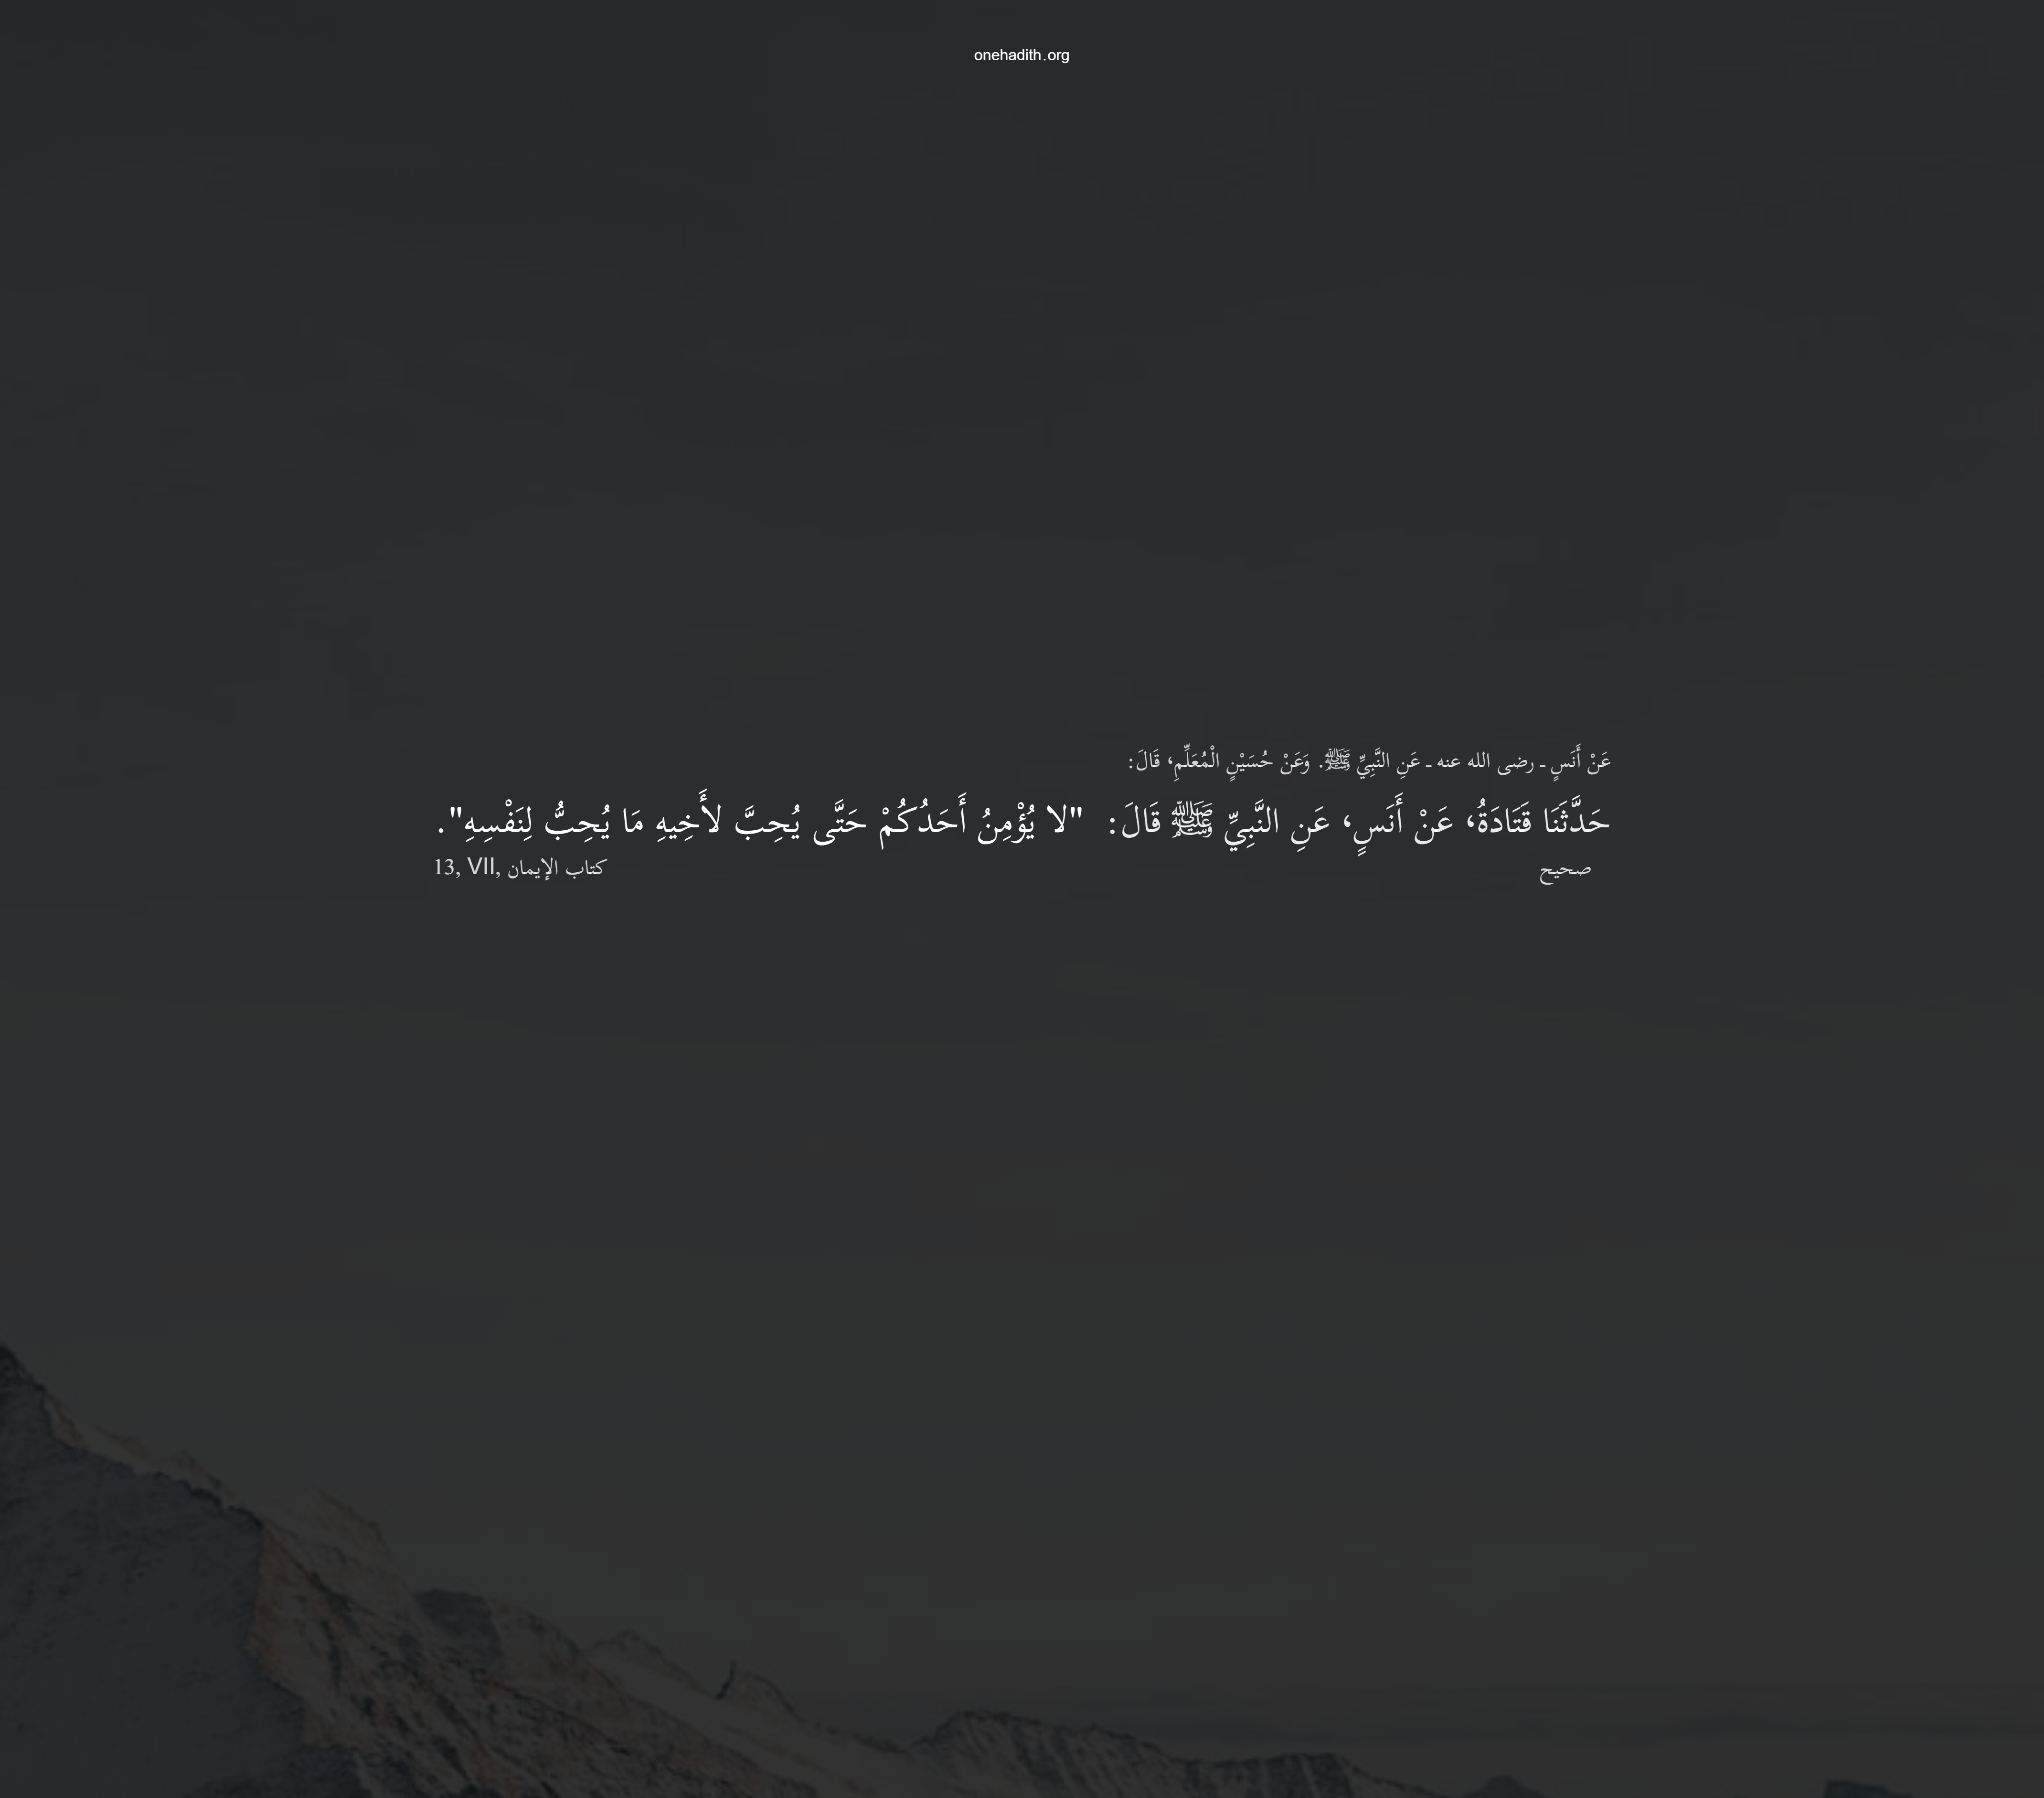 onehadith.org
عَنْ أَنَسٍ ـ رضى الله عنه ـ عَنِ النَّبِيِّ ﷺ. وَعَنْ حُسَيْنٍ الْمُعَلِّمِ، قَالَ:
حَدَّثَنَا قَتَادَةُ، عَنْ أَنَسٍ، عَنِ النَّبِيِّ ﷺ قَالَ: "لا يُؤْمِنُ أَحَدُكُمْ حَتَّى يُحِبَّ لأَخِيهِ مَا يُحِبُّ لِنَفْسِهِ".
صحيح
كتاب الإيمان ,13, VII